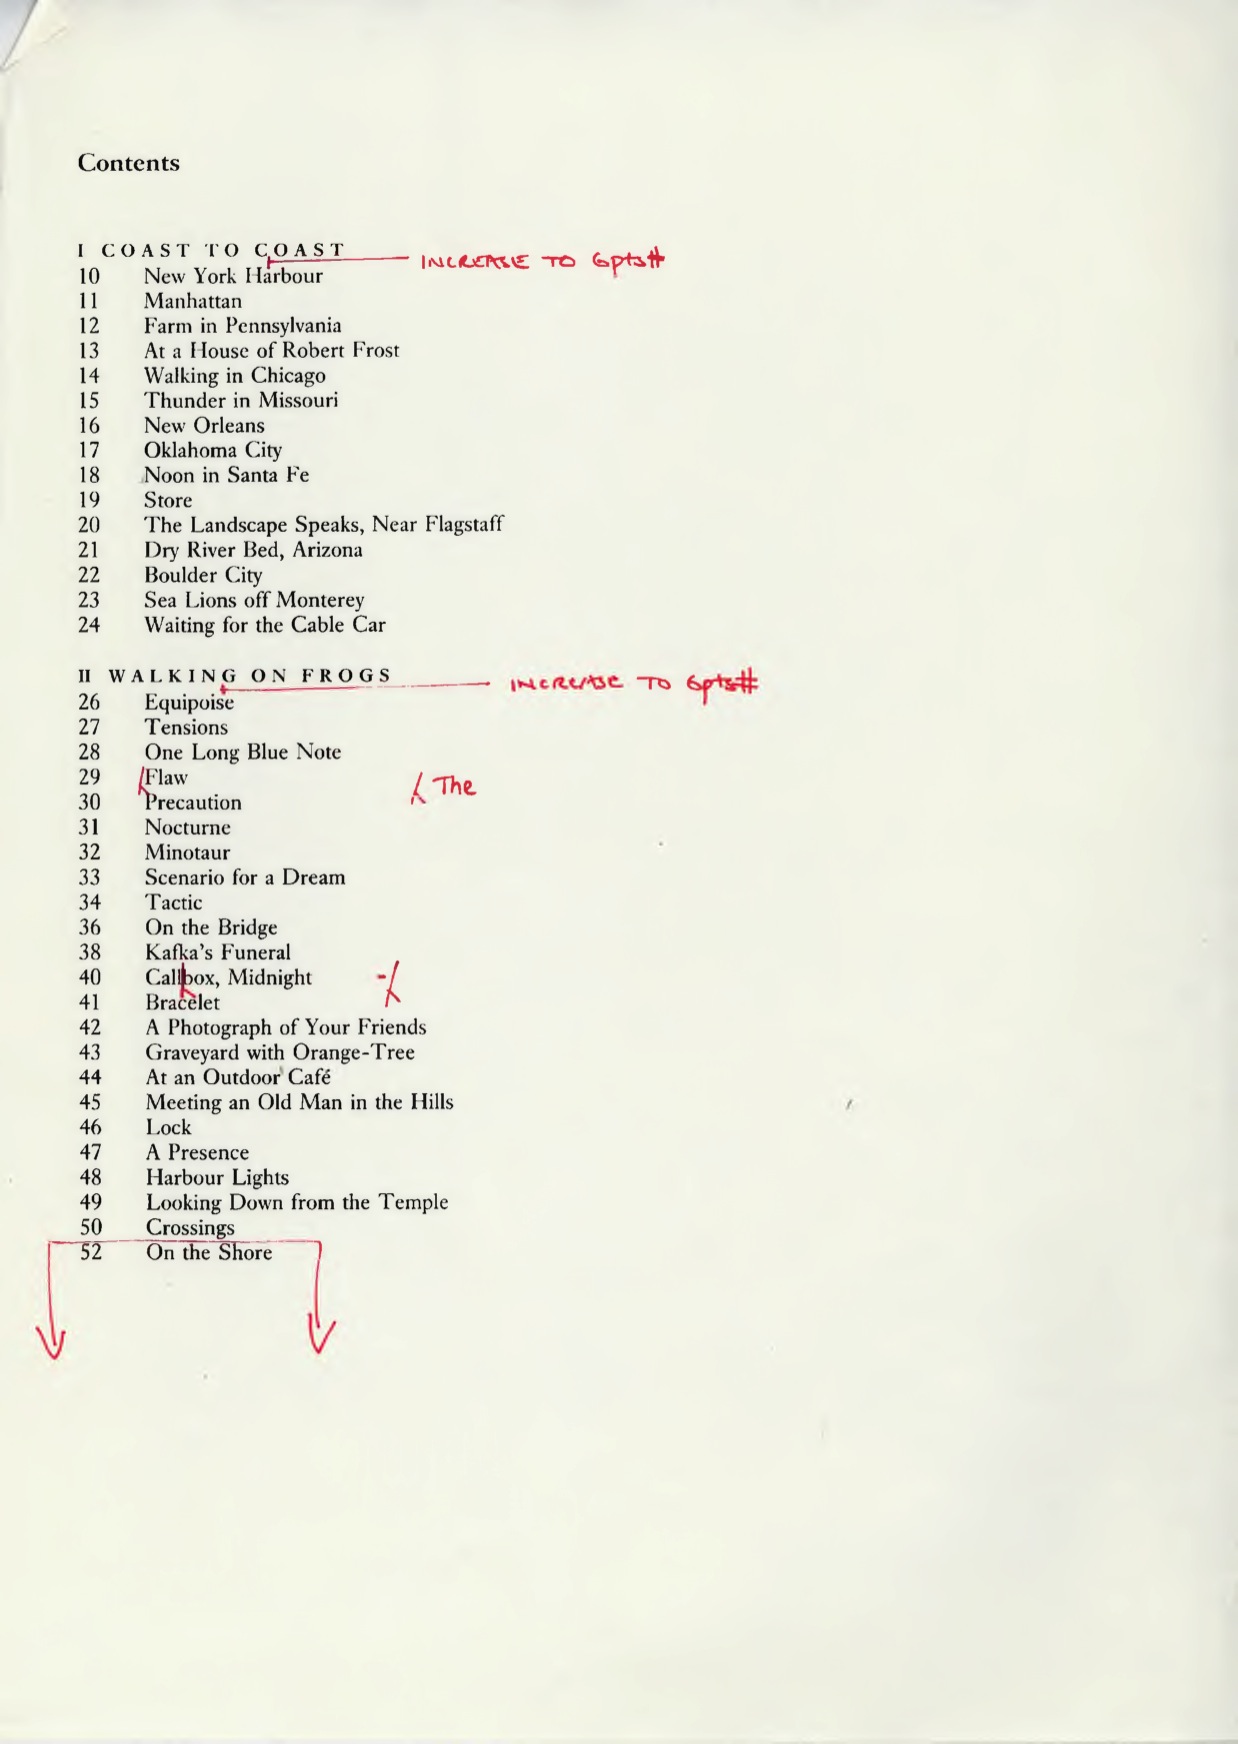 Contents
I COAST TO COAST
INCREASE TO 6pts#
10 New York Harbour
11 Manhattan
12 Farm in Pennsylvania
13 At a House of Robert Frost
14 Walking in Chicago
15 Thunder in Missouri
16 New Orleans
17 Oklahoma City
18 Noon in Santa Fe
19 Store
20 The Landscape Speaks, Near Flagstaff
21 Dry River Bed, Arizona
22 Boulder City
23 Sea Lions off Monterey
24 Waiting for the Cable Car
II WALKING ON FROGS
INCREASE TO 6pts#
26 Equipoise
27 Tensions
28 One Long Blue Note
29 Flaw
The
30 Precaution
31 Nocturne
32 Minotaur
33 Scenario for a Dream
34 Tactic
36 On the Bridge
38 Kafka's Funeral
40 Callbox, Midnight
-
41 Bracelet
42 A Photograph of Your Friends
43 Graveyard with Orange-Tree
44 At an Outdoor Café
45 Meeting an Old Man in the Hills
46 Lock
47 A Presence
48 Harbour Lights
49 Looking Down from the Temple
50 Crossings
52 On the Shore